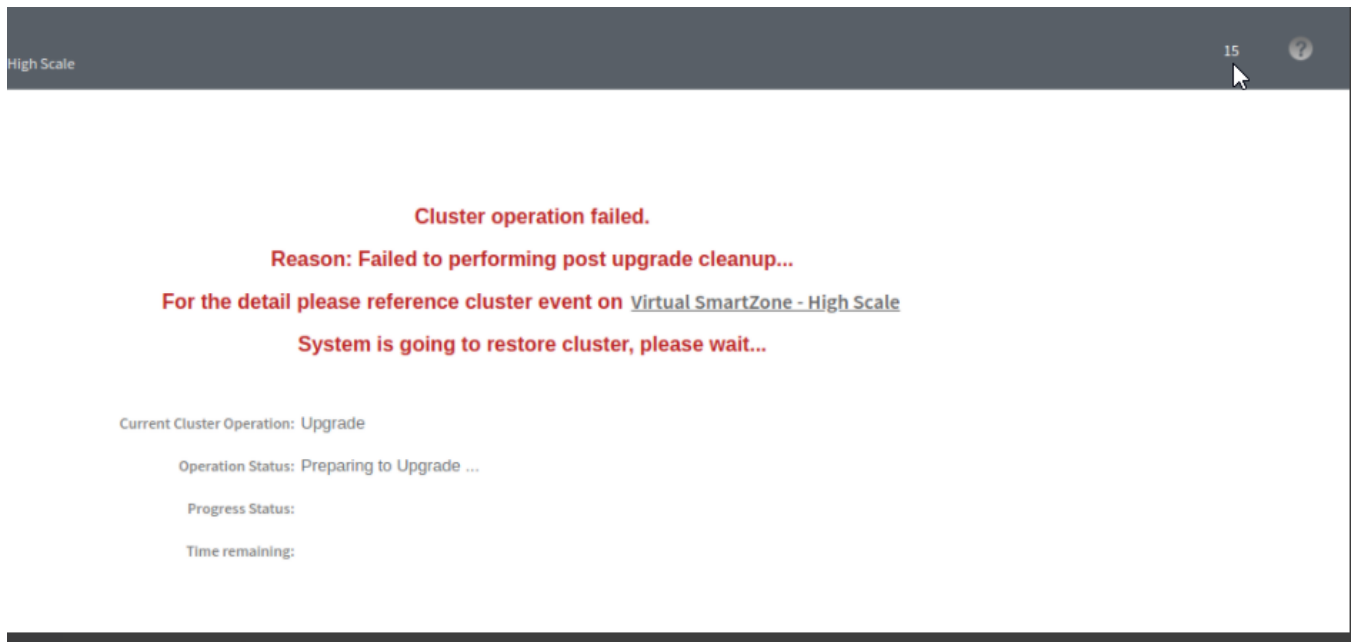 High Scale
15
?
Cluster operation failed.
Reason: Failed to performing post upgrade cleanup...
For the detail please reference cluster event on Virtual SmartZone - High Scale
System is going to restore cluster, please wait...
Current Cluster Operation: Upgrade
Operation Status: Preparing to Upgrade ...
Progress Status:
Time remaining: